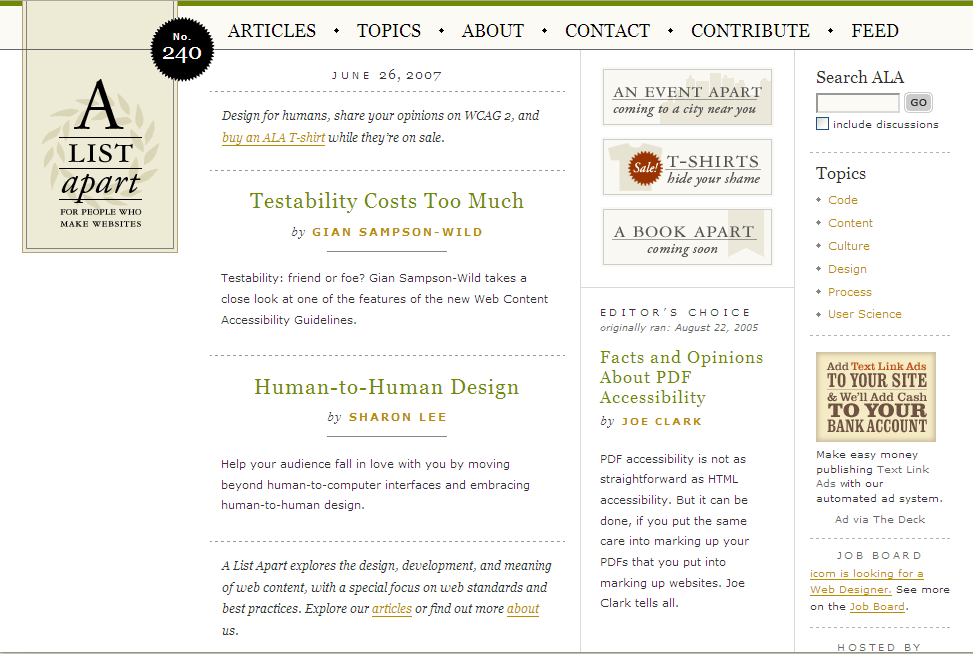 ARTICLES • TOPICS • ABOUT • CONTACT • CONTRIBUTE • FEED
No.
240
A
LIST
apart
FOR PEOPLE WHO
MAKE WEBSITES
JUNE 26, 2007
Design for humans, share your opinions on WCAG 2, and
buy an ALA T-shirt while they're on sale.
Testability Costs Too Much
by GIAN SAMPSON-WILD
Testability: friend or foe? Gian Sampson-Wild takes a
close look at one of the features of the new Web Content
Accessibility Guidelines.
Human-to-Human Design
by SHARON LEE
Help your audience fall in love with you by moving
beyond human-to-computer interfaces and embracing
human-to-human design.
A List Apart explores the design, development, and meaning
of web content, with a special focus on web standards and
best practices. Explore our articles or find out more about
us.
AN EVENT APART
coming to a city near you
Sale!
T-SHIRTS
hide your shame
A BOOK APART
coming soon
EDITOR'S CHOICE
originally ran: August 22, 2005
Facts and Opinions
About PDF
Accessibility
by JOE CLARK
PDF accessibility is not as
straightforward as HTML
accessibility. But it can be
done, if you put the same
care into marking up your
PDFs that you put into
marking up websites. Joe
Clark tells all.
Search ALA
GO
include discussions
Topics
Code
Content
Culture
Design
Process
User Science
Add Text Link Ads
TO YOUR SITE
& We'll Add Cash
TO YOUR
BANK ACCOUNT
Make easy money
publishing Text Link
Ads with our
automated ad system.
Ad via The Deck
JOB BOARD
icom is looking for a
Web Designer. See more
on the Job Board.
HOSTED BY